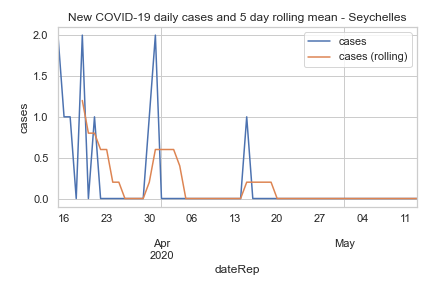 New COVID-19 daily cases and 5 day rolling mean - Seychelles
cases
cases (rolling)
2.0
1.5
1.0
0.5
0.0
cases
16 23 30 06 13 20 27 04 11
Apr May
2020
dateRep